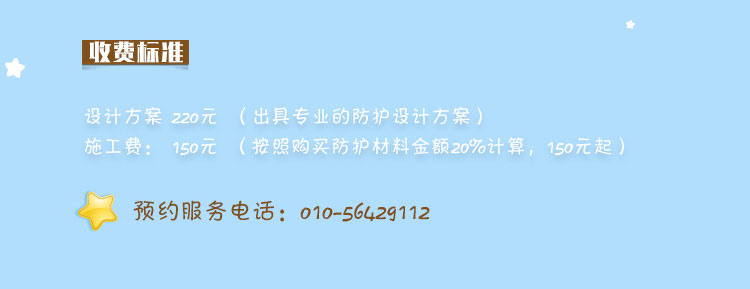 收费标准
设计方案 220元 （出具专业的防护设计方案）
施工费： 150元 （按照购买防护材料金额20%计算，150元起）
预约服务电话：010-56429112